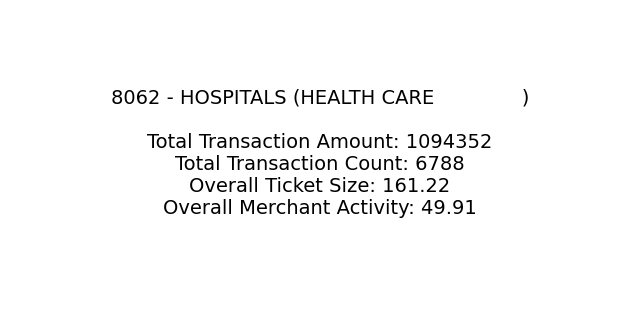 8062 - HOSPITALS (HEALTH CARE               )
Total Transaction Amount: 1094352
Total Transaction Count: 6788
Overall Ticket Size: 161.22
Overall Merchant Activity: 49.91